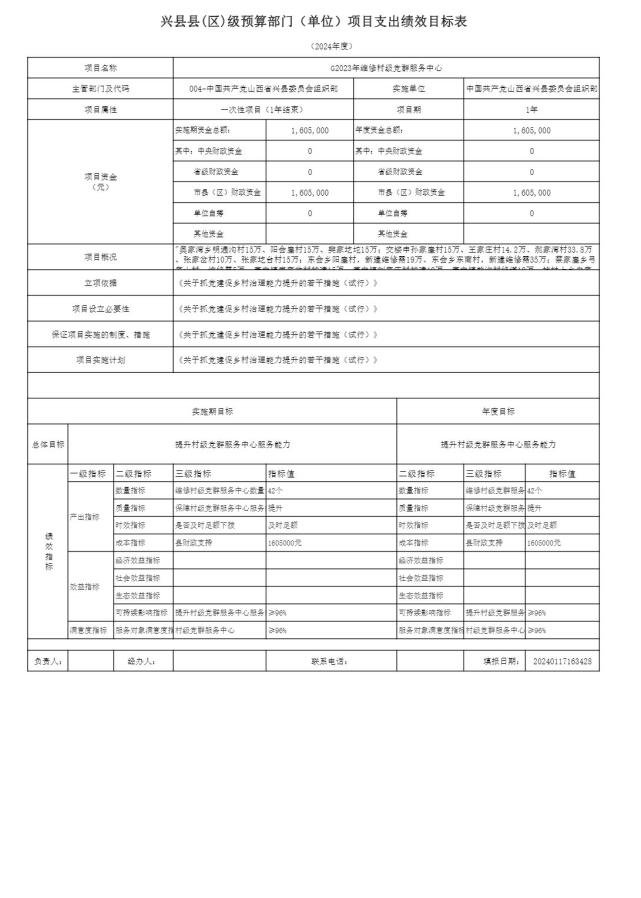 兴县县(区)级预算部门（单位）项目支出绩效目标表
（2024年度）
项目名称 G2023年维修村级党群服务中心
主管部门及代码 004-中国共产党山西省兴县委员会组织部 实施单位 中国共产党山西省兴县委员会组织部
项目属性 一次性项目（1年结束） 项目期 1年
项目资金
（元）
实施期资金总额： 1,605,000 年度资金总额： 1,605,000
其中：中央财政资金 0 其中：中央财政资金 0
省级财政资金 0 省级财政资金 0
市县（区）财政资金 1,605,000 市县（区）财政资金 1,605,000
单位自筹 0 单位自筹 0
其他资金 其他资金
项目概况
15万、阳会崖村15万、樊家圪坨15万；交楼申孙家崖村15万、王家庄村14.2万、郝家湾村33.8万
、张家岔村10万、张家圪台村15万；东会乡阳崖村，新建维修需19万、东会乡东南村，新建维修需35万；蔡家崖乡
立项依据 《关于抓党建促乡村治理能力提升的若干措施（试行）》
项目设立必要性 《关于抓党建促乡村治理能力提升的若干措施（试行）》
保证项目实施的制度、措施 《关于抓党建促乡村治理能力提升的若干措施（试行）》
项目实施计划 《关于抓党建促乡村治理能力提升的若干措施（试行）》
实施期目标 年度目标
总体目标 提升村级党群服务中心服务能力 提升村级党群服务中心服务能力
绩效指标
一级指标 二级指标 三级指标 指标值 二级指标 三级指标 指标值
产出指标
数量指标 维修村级党群服务中心数量 42个 数量指标 维修村级党群服务 42个
质量指标 保障村级党群服务中心服务 提升 质量指标 保障村级党群服务 提升
时效指标 是否及时足额下拨 及时足额 时效指标 是否及时足额下拨 及时足额
成本指标 县财政支持 1605000元 成本指标 县财政支持 1605000元
效益指标
经济效益指标 经济效益指标
社会效益指标 社会效益指标
生态效益指标 生态效益指标
可持续影响指标 提升村级党群服务中心服务 ≥96% 可持续影响指标 提升村级党群服务 ≥96%
满意度指标 服务对象满意度指 村级党群服务中心 ≥96% 服务对象满意度指标 村级党群服务中心 ≥96%
负责人： 经办人： 联系电话： 填报日期： 20240117163428